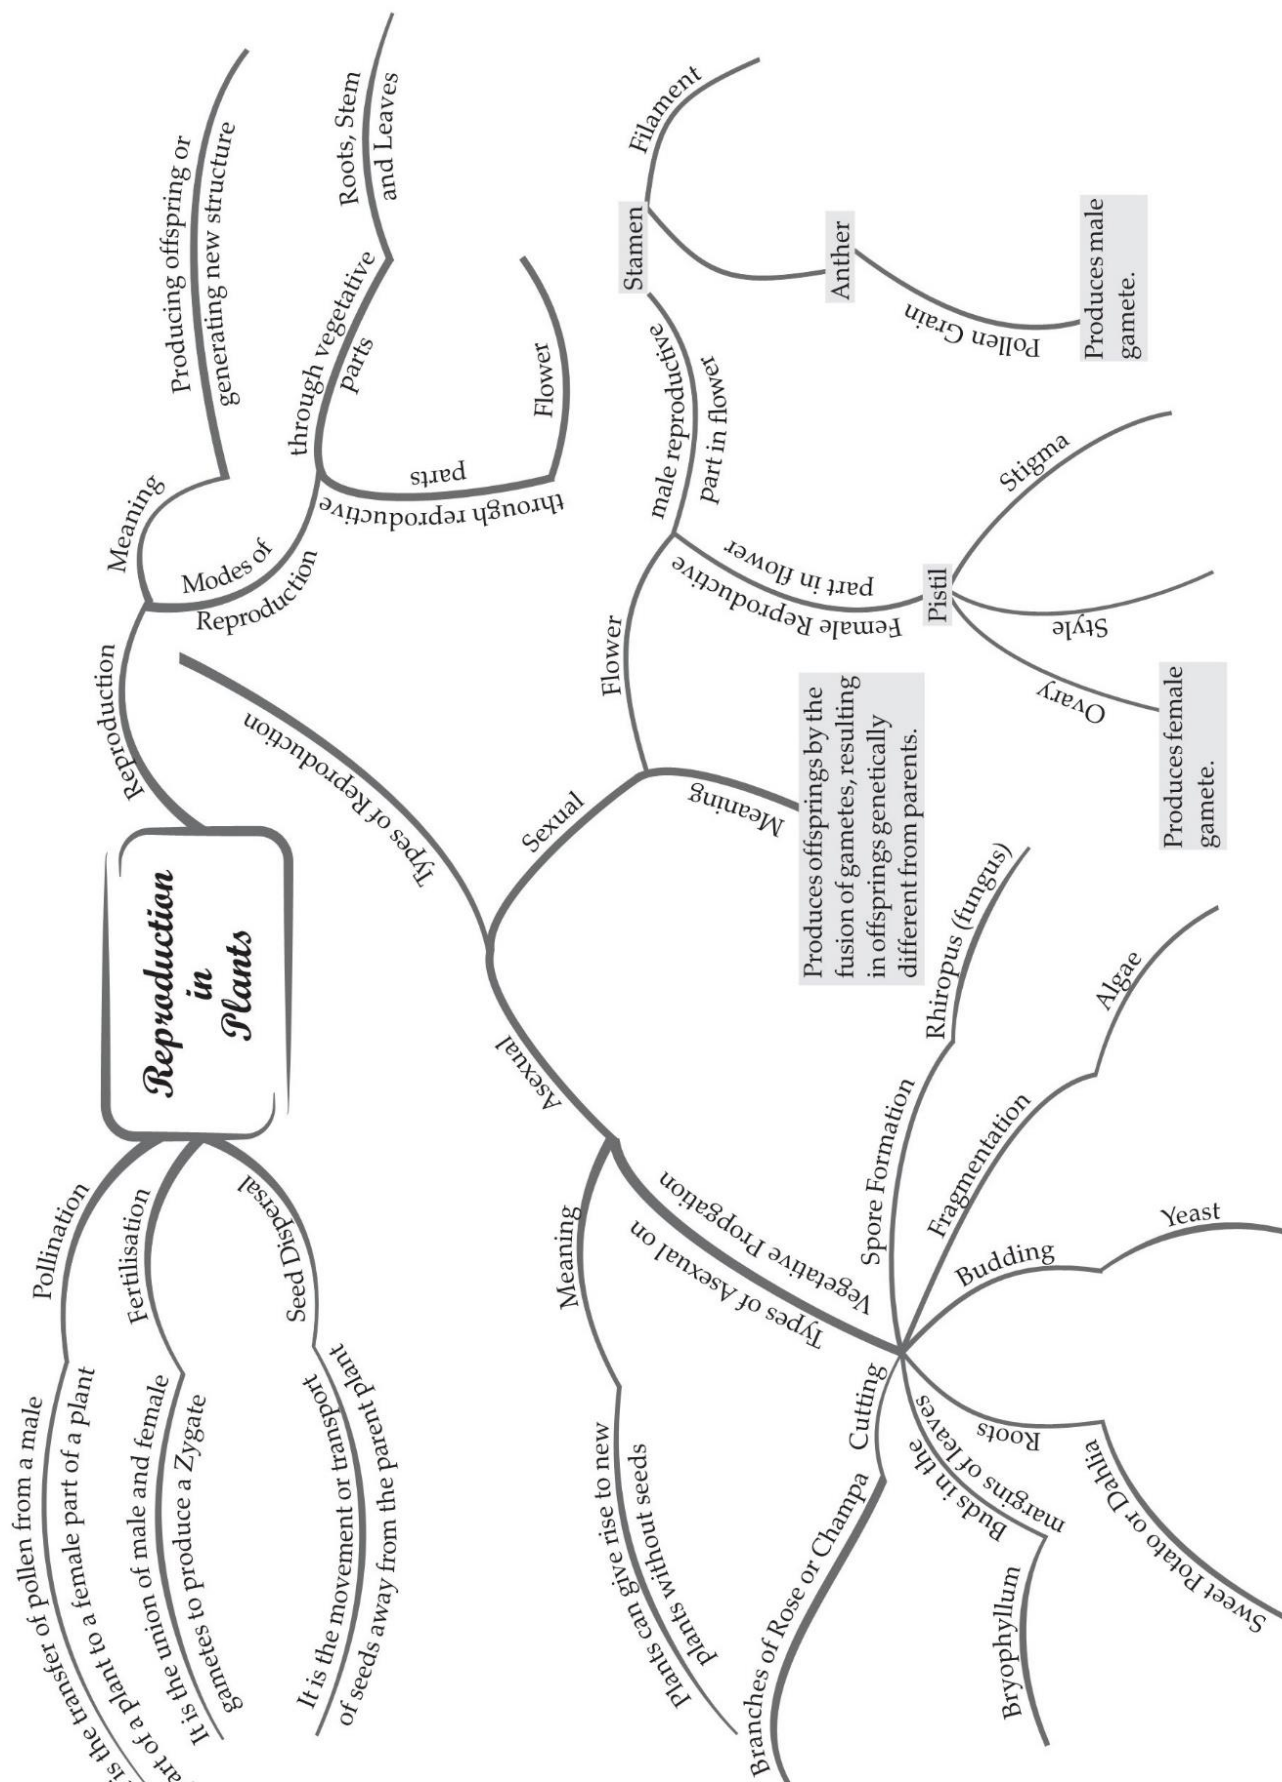 Reproduction
in
Plants
Reproduction
Meaning
Producing offspring or
generating new structure
Modes of
Reproduction
through vegetative
parts
Roots, Stem
and Leaves
through reproductive
parts
Flower
Types of Reproduction
Sexual
Flower
male reproductive
part in flower
Stamen
Filament
Anther
Pollen Grain
Produces male
gamete.
Female Reproductive
part in flower
Pistil
Stigma
Style
Ovary
Produces female
gamete.
Meaning
Produces offsprings by the
fusion of gametes, resulting
in offsprings genetically
different from parents.
Asexual
Meaning
Plants can give rise to new
plants without seeds
Types of Asexual on
Vegetative Propgation
Spore Formation
Rhiropus (fungus)
Fragmentation
Algae
Budding
Yeast
Roots
Sweet Potato or Dahlia
Buds in the
margins of leaves
Bryophyllum
Cutting
Branches of Rose or Champa
Seed Dispersal
It is the movement or transport
of seeds away from the parent plant
Fertilisation
It is the union of male and female
gametes to produce a Zygate
Pollination
is the transfer of pollen from a male
art of a plant to a female part of a plant